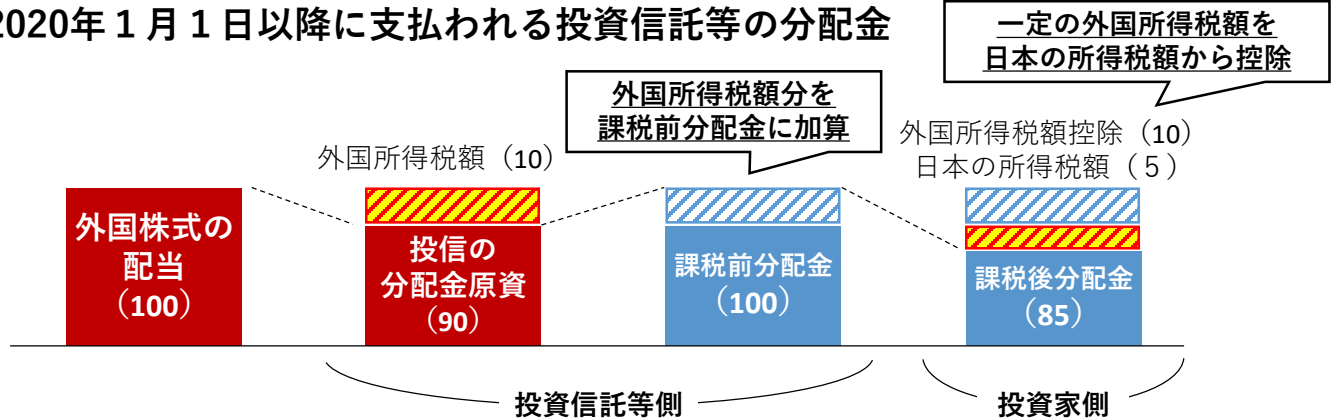 2020年１月１日以降に支払われる投資信託等の分配金
一定の外国所得税額を
日本の所得税額から控除
外国所得税額分を
課税前分配金に加算
外国所得税額（10）
外国所得税額控除（10）
日本の所得税額（５）
外国株式の
配当
（100）
投信の
分配金原資
（90）
課税前分配金
（100）
課税後分配金
（85）
投資信託等側
投資家側